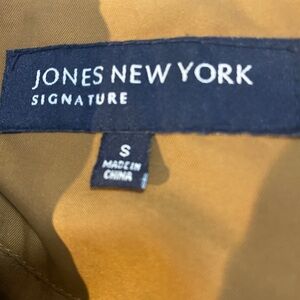 JONES NEW YORK
SIGNATURE
S
MADE IN
CHINA